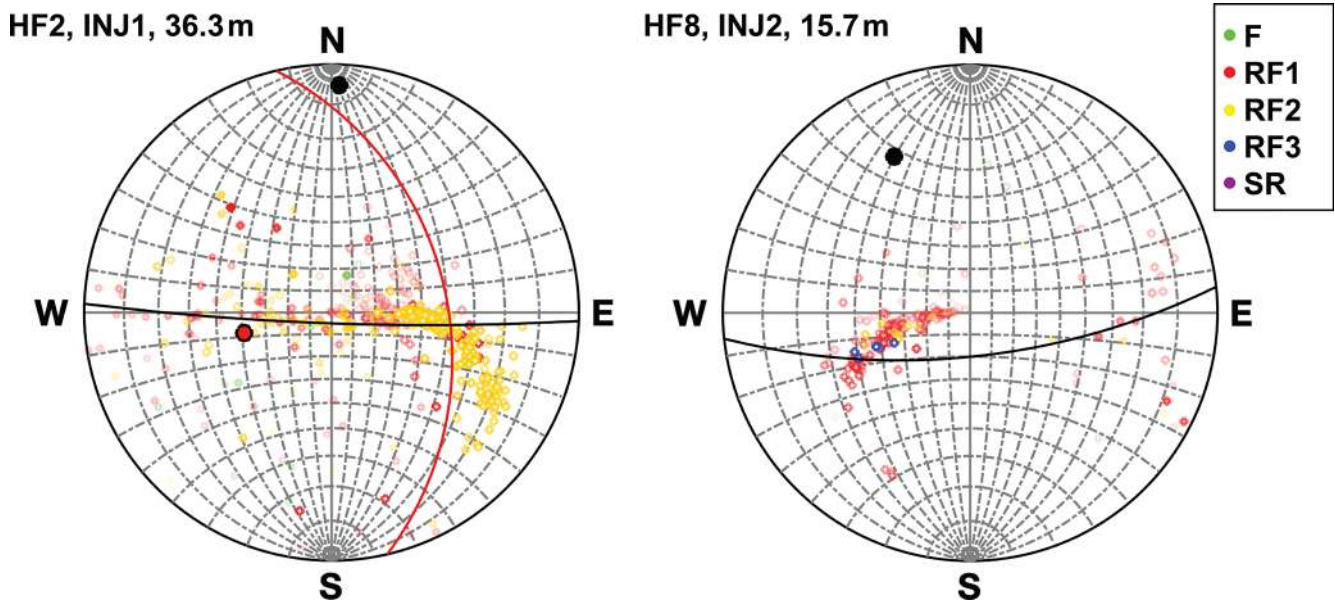 HF2, INJ1, 36.3 m
N
W
E
S
HF8, INJ2, 15.7 m
N
W
E
S
F
RF1
RF2
RF3
SR